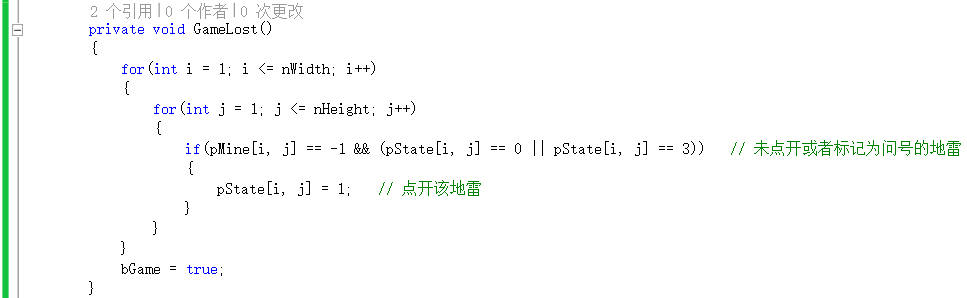 2 个引用|0 个作者|0 次更改
private void GameLost()
{
for(int i = 1; i <= nWidth; i++)
{
for(int j = 1; j <= nHeight; j++)
{
if(pMine[i, j] == -1 && (pState[i, j] == 0 || pState[i, j] == 3)) // 未点开或者标记为问号的地雷
{
pState[i, j] = 1; // 点开该地雷
}
}
}
bGame = true;
}